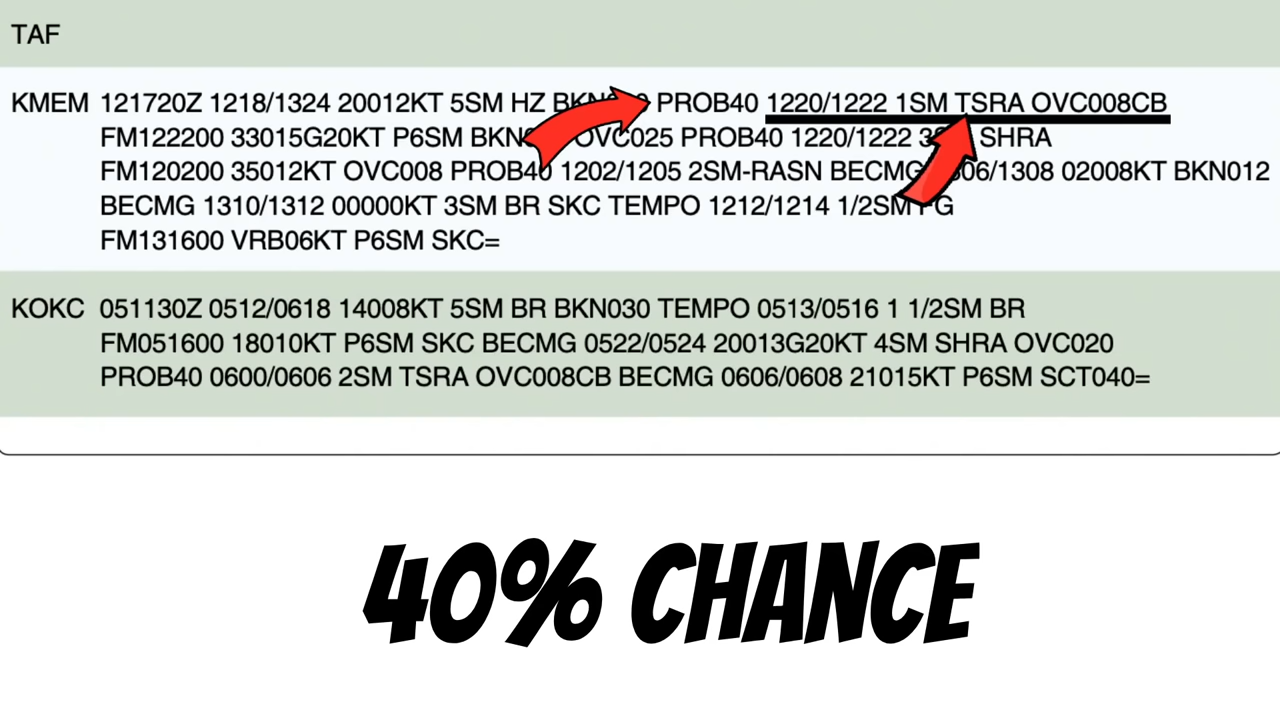 TAF
KMEM 121720Z 1218/1324 20012KT 5SM HZ PROB40 1220/1222 1SM TSRA OVC008CB
FM122200 33015G20KT P6SM OVC025 PROB40 1220/1222 SHRA
FM120200 35012KT OVC008 PROB40 1202/1205 2SM-RASN BECMG 02008KT BKN012
BECMG 1310/1312 00000KT 3SM BR SKC TEMPO 1212/1214 1/2SM FG
FM131600 VRB06KT P6SM SKC=
KOKC 051130Z 0512/0618 14008KT 5SM BR BKN030 TEMPO 0513/0516 1 1/2SM BR
FM051600 18010KT P6SM SKC BECMG 0522/0524 20013G20KT 4SM SHRA OVC020
PROB40 0600/0606 2SM TSRA OVC008CB BECMG 0606/0608 21015KT P6SM SCT040=
40% CHANCE